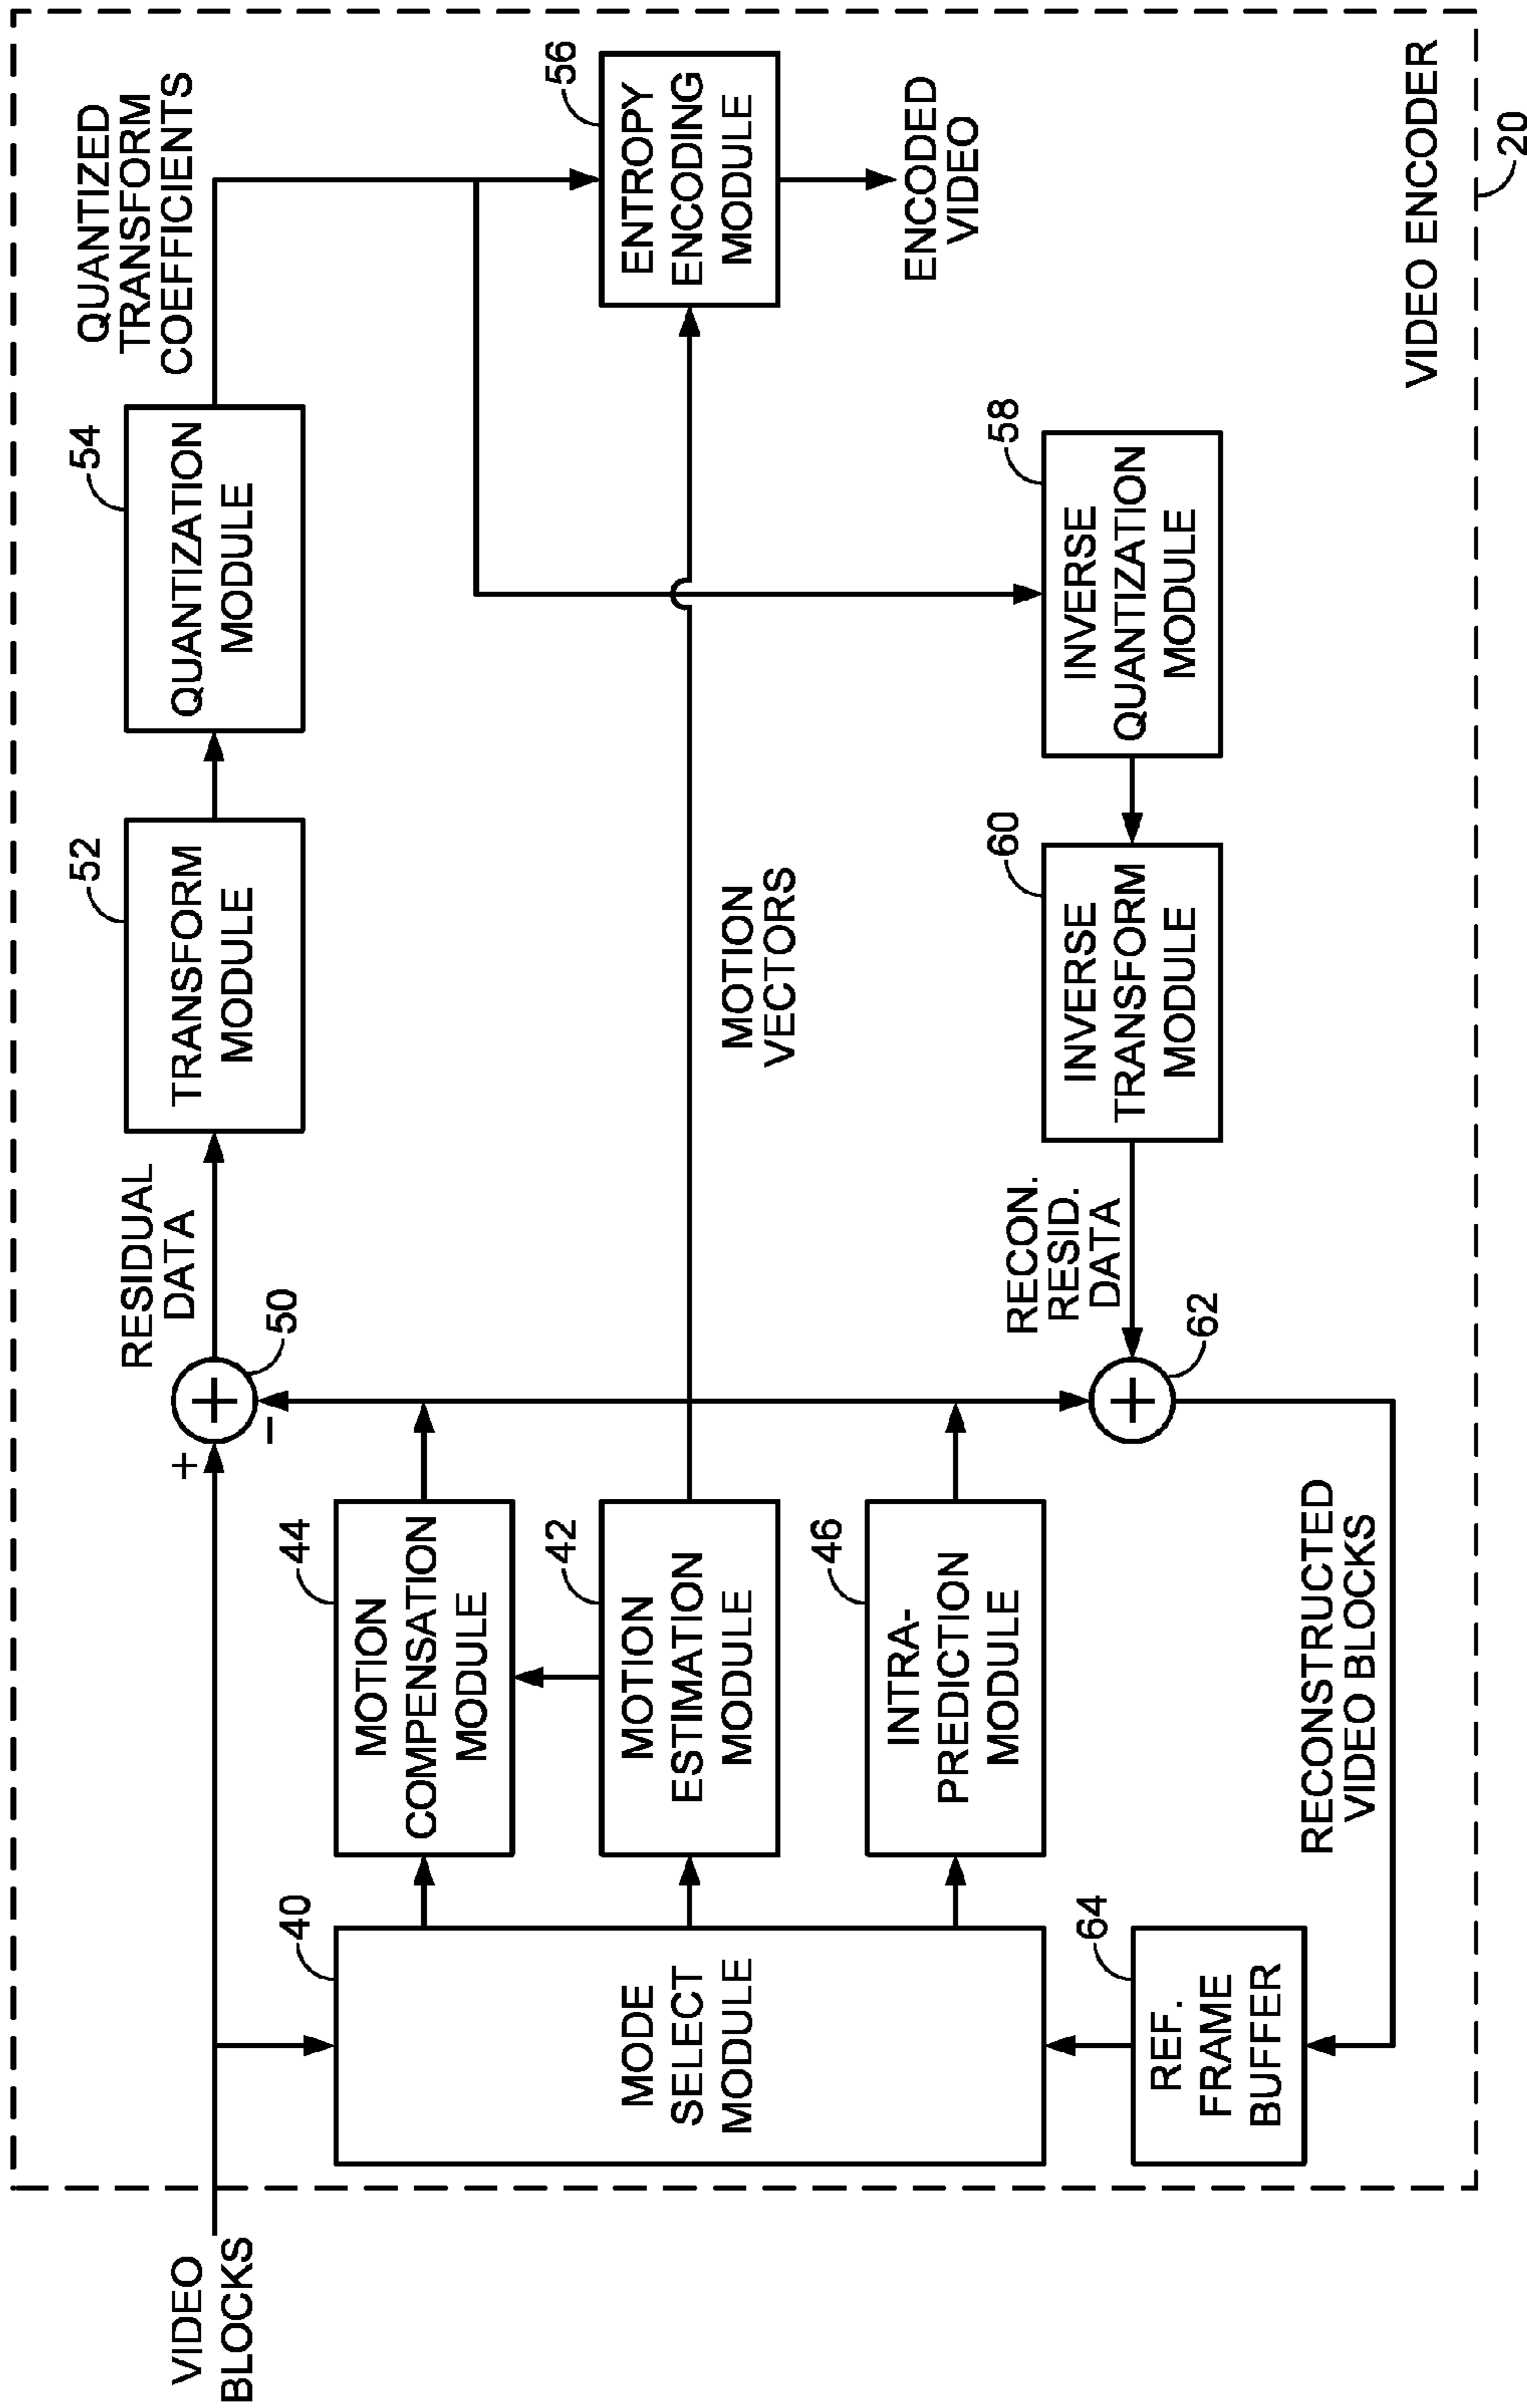 VIDEO
BLOCKS
MODE
SELECT
MODULE
40
REF.
FRAME
BUFFER
64
MOTION
COMPENSATION
MODULE
44
MOTION
ESTIMATION
MODULE
42
INTRA-
PREDICTION
MODULE
46
RECONSTRUCTED
VIDEO BLOCKS
+
−
+
50
RESIDUAL
DATA
TRANSFORM
MODULE
52
QUANTIZATION
MODULE
54
QUANTIZED
TRANSFORM
COEFFICIENTS
MOTION
VECTORS
ENTROPY
ENCODING
MODULE
56
ENCODED
VIDEO
INVERSE
QUANTIZATION
MODULE
58
INVERSE
TRANSFORM
MODULE
60
RECON.
RESID.
DATA
+
62
VIDEO ENCODER
20